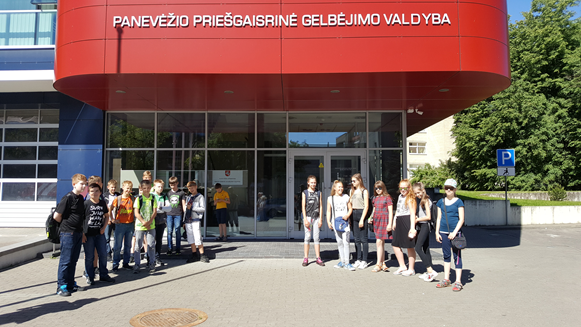 PANEVĖŽIO PRIEŠGAISRINĖ GELBĖJIMO VALDYBA
P